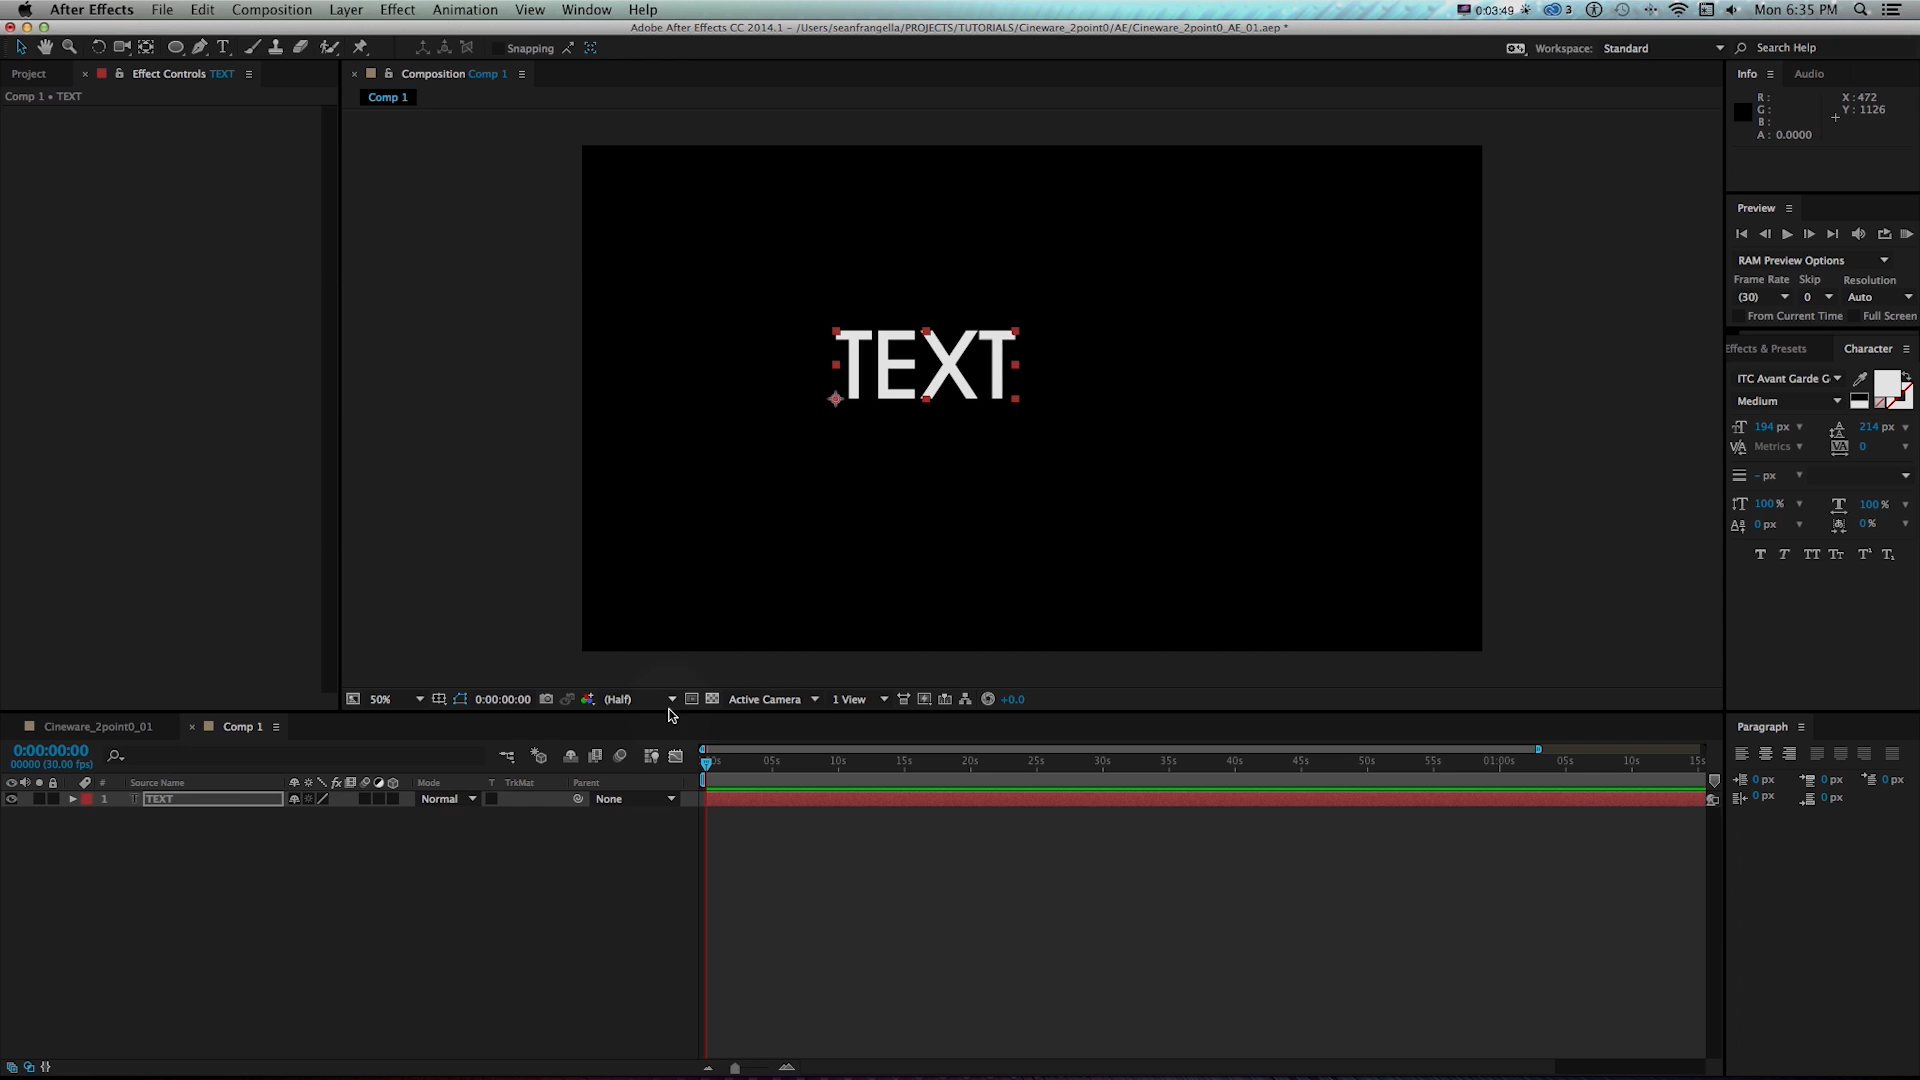 After Effects File Edit Composition Layer Effect Animation View Window Help 0:03:49 3 Mon 6:35 PM
Adobe After Effects CC 2014.1 – /Users/seanfrangella/PROJECTS/TUTORIALS/Cineware_2point0/AE/Cineware_2point0_AE_01.aep *
Snapping Workspace: Standard Search Help
Project Effect Controls TEXT Composition Comp 1 Info Audio
Comp 1 • TEXT Comp 1
R: X: 472
G: Y: 1126
B:
A: 0.0000
Preview
RAM Preview Options
Frame Rate Skip Resolution
(30) 0 Auto
From Current Time Full Screen
Effects & Presets Character
ITC Avant Garde G
Medium
194 px 214 px
Metrics 0
- px
100 % 100 %
0 px 0 %
T T TT Tт T¹ T₁
TEXT
50% 0:00:00:00 (Half) Active Camera 1 View +0.0
Cineware_2point0_01 Comp 1 Paragraph
0:00:00:00
00000 (30.00 fps)
0s 05s 10s 15s 20s 25s 30s 35s 40s 45s 50s 55s 01:00s 05s 10s 15s
# Source Name fx Mode T TrkMat Parent
1 T TEXT Normal None
0 px 0 px 0 px
0 px 0 px